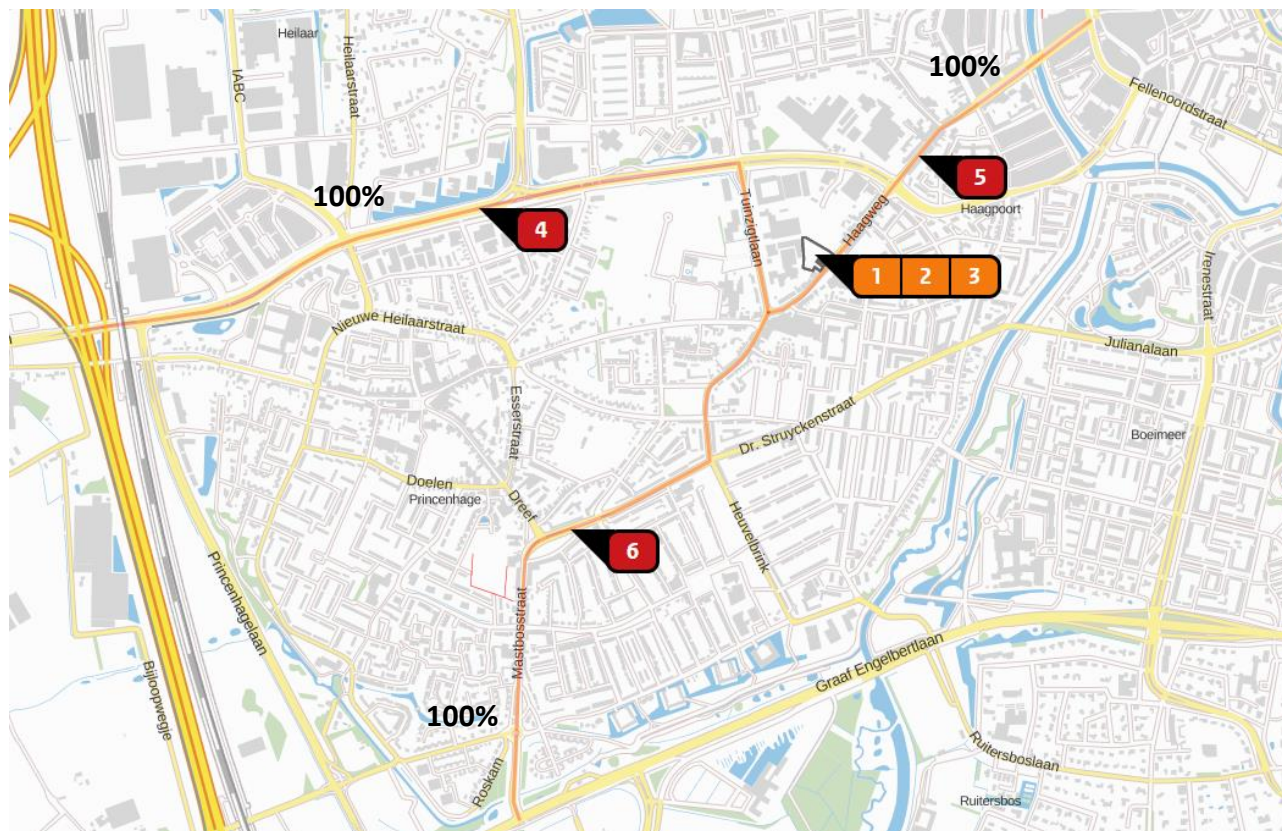 Heilaar
IABC
Heilaarstraat
100%
Fellenoordstraat
100%
5
Haagpoort
Tuinzigtlaan
Haagweg
4
1 2 3
Irenestraat
Nieuwe Heilaarstraat
Julianalaan
Esserstraat
Dr. Struyckenstraat
Boeimeer
Doelen
Princenhage
Dreef
Heuvelbrink
6
Princenhagelaan
Mastbosstraat
Graaf Engelbertlaan
Bijloopwegje
100%
Roskam
Ruitersboslaan
Ruitersbos